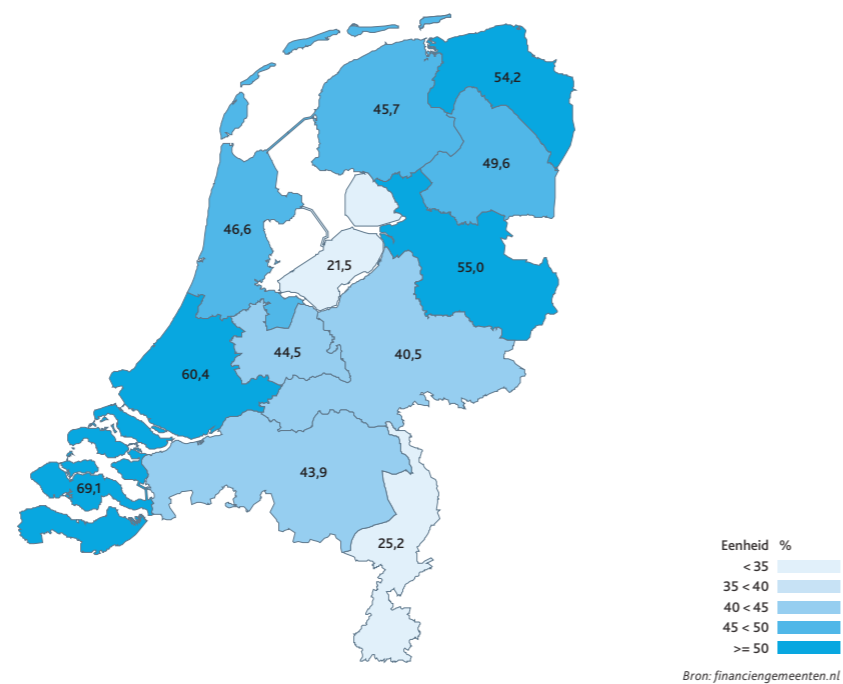 54,2
45,7
49,6
46,6
21,5
55,0
44,5
40,5
60,4
43,9
69,1
25,2
Eenheid %
< 35
35 < 40
40 < 45
45 < 50
>= 50
Bron: financiengemeenten.nl